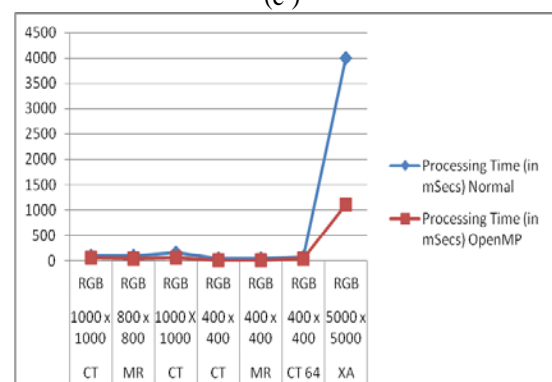 (c )
4500
4000
3500
3000
2500
2000
1500
1000
500
0
Processing Time (in
mSecs) Normal
Processing Time (in
mSecs) OpenMP
RGB RGB RGB RGB RGB RGB RGB
1000 x 800 x 1000 X 400 x 400 x 400 x 5000 x
1000 800 1000 400 400 400 5000
CT MR CT CT MR CT 64 XA